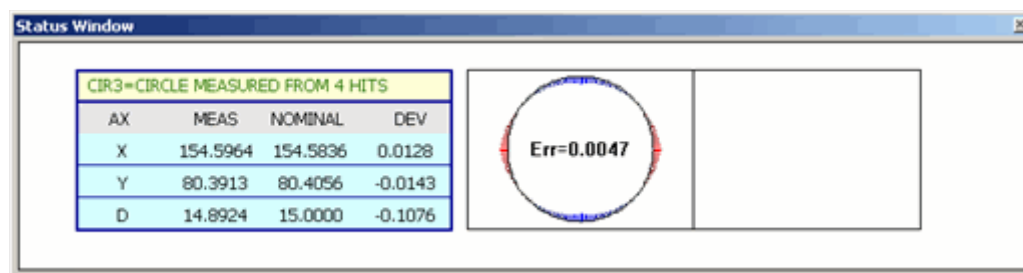 Status Window
CIR3=CIRCLE MEASURED FROM 4 HITS
AX MEAS NOMINAL DEV
X 154.5964 154.5836 0.0128
Y 80.3913 80.4056 -0.0143
D 14.8924 15.0000 -0.1076
Err=0.0047